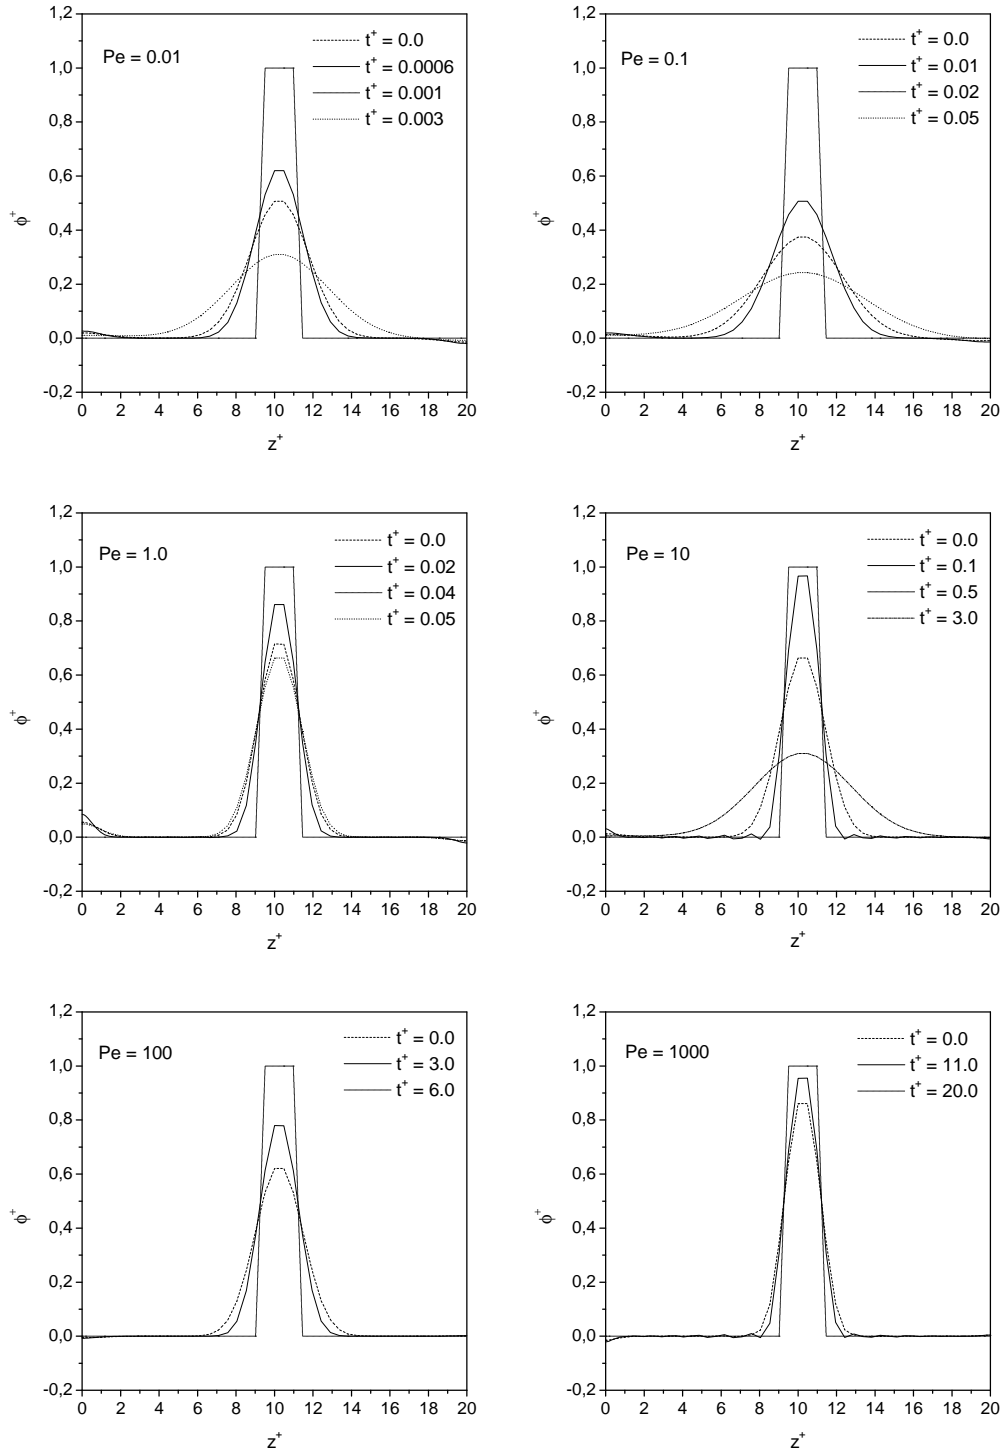 1,2
1,0
0,8
0,6
0,4
0,2
0,0
-0,2
ϕ+
Pe = 0.01
t+ = 0.0
t+ = 0.0006
t+ = 0.001
t+ = 0.003
0 2 4 6 8 10 12 14 16 18 20
z+
1,2
1,0
0,8
0,6
0,4
0,2
0,0
-0,2
ϕ+
Pe = 0.1
t+ = 0.0
t+ = 0.01
t+ = 0.02
t+ = 0.05
0 2 4 6 8 10 12 14 16 18 20
z+
1,2
1,0
0,8
0,6
0,4
0,2
0,0
-0,2
ϕ+
Pe = 1.0
t+ = 0.0
t+ = 0.02
t+ = 0.04
t+ = 0.05
0 2 4 6 8 10 12 14 16 18 20
z+
1,2
1,0
0,8
0,6
0,4
0,2
0,0
-0,2
ϕ+
Pe = 10
t+ = 0.0
t+ = 0.1
t+ = 0.5
t+ = 3.0
0 2 4 6 8 10 12 14 16 18 20
z+
1,2
1,0
0,8
0,6
0,4
0,2
0,0
-0,2
ϕ+
Pe = 100
t+ = 0.0
t+ = 3.0
t+ = 6.0
0 2 4 6 8 10 12 14 16 18 20
z+
1,2
1,0
0,8
0,6
0,4
0,2
0,0
-0,2
ϕ+
Pe = 1000
t+ = 0.0
t+ = 11.0
t+ = 20.0
0 2 4 6 8 10 12 14 16 18 20
z+